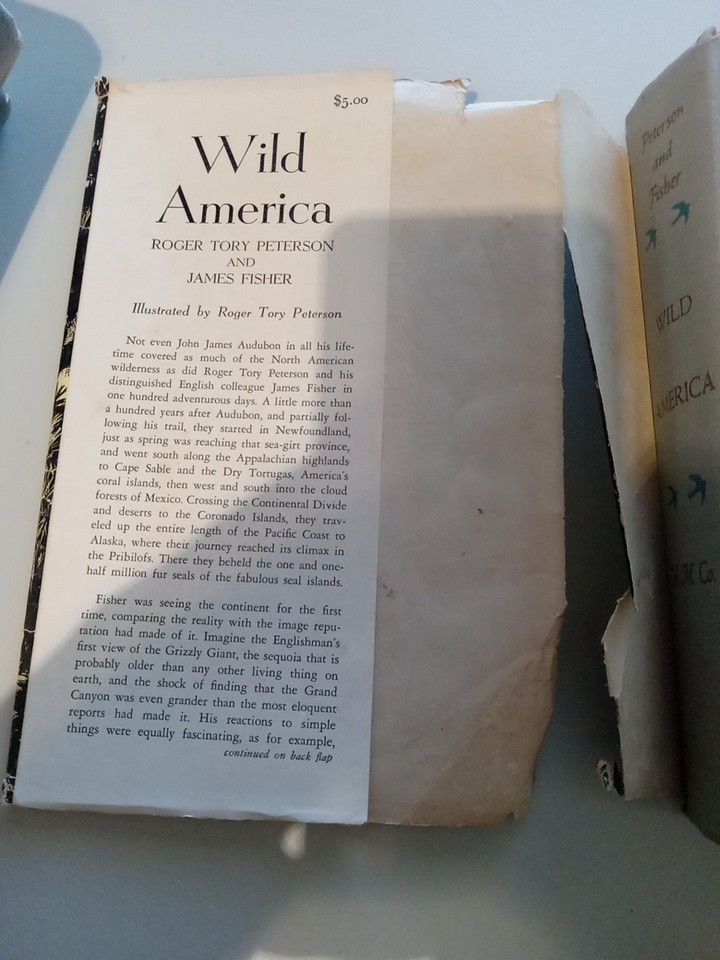 $5.00
Wild
America
ROGER TORY PETERSON
AND
JAMES FISHER
Illustrated by Roger Tory Peterson
Not even John James Audubon in all his life-
time covered as much of the North American
wilderness as did Roger Tory Peterson and his
distinguished English colleague James Fisher in
one hundred adventurous days. A little more than
a hundred years after Audubon, and partially fol-
lowing his trail, they started in Newfoundland,
just as spring was reaching that sea-girt province,
and went south along the Appalachian highlands
to Cape Sable and the Dry Tortugas, America's
coral islands, then west and south into the cloud
forests of Mexico. Crossing the Continental Divide
and deserts to the Coronado Islands, they trav-
eled up the entire length of the Pacific Coast to
Alaska, where their journey reached its climax in
the Pribilofs. There they beheld the one and one-
half million fur seals of the fabulous seal islands.
Fisher was seeing the continent for the first
time, comparing the reality with the image repu-
tation had made of it. Imagine the Englishman's
first view of the Grizzly Giant, the sequoia that is
probably older than any other living thing on
earth, and the shock of finding that the Grand
Canyon was even grander than the most eloquent
reports had made it. His reactions to simple
things were equally fascinating, as for example,
continued on back flap
Peterson
and
Fisher
WILD
AMERICA
H. M. Co.